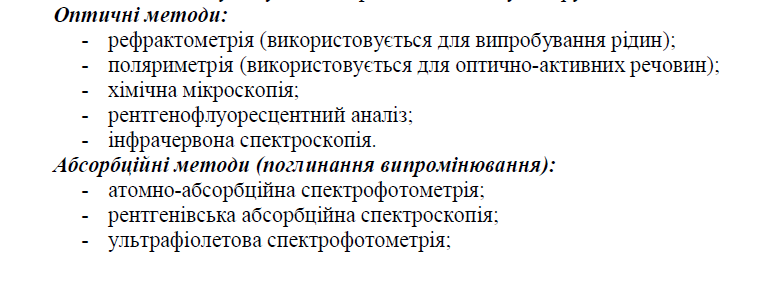 Оптичні методи:
- рефрактометрія (використовується для випробування рідин);
- поляриметрія (використовується для оптично-активних речовин);
- хімічна мікроскопія;
- рентгенофлуоресцентний аналіз;
- інфрачервона спектроскопія.
Абсорбційні методи (поглинання випромінювання):
- атомно-абсорбційна спектрофотометрія;
- рентгенівська абсорбційна спектроскопія;
- ультрафіолетова спектрофотометрія;